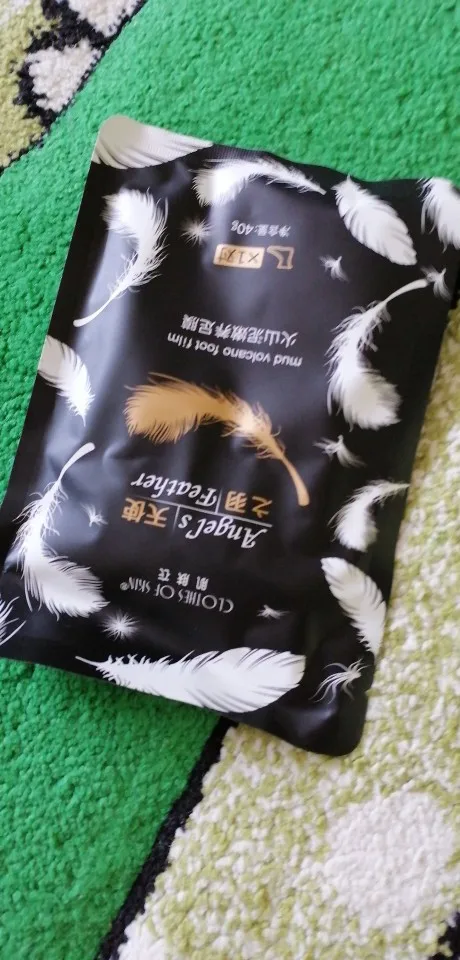 CLOTHES OF SKIN®
肌肤衣
Angel's 天使
之羽 Feather
mud volcano foot film
火山泥嫩养足膜
×1对
净含量:40g